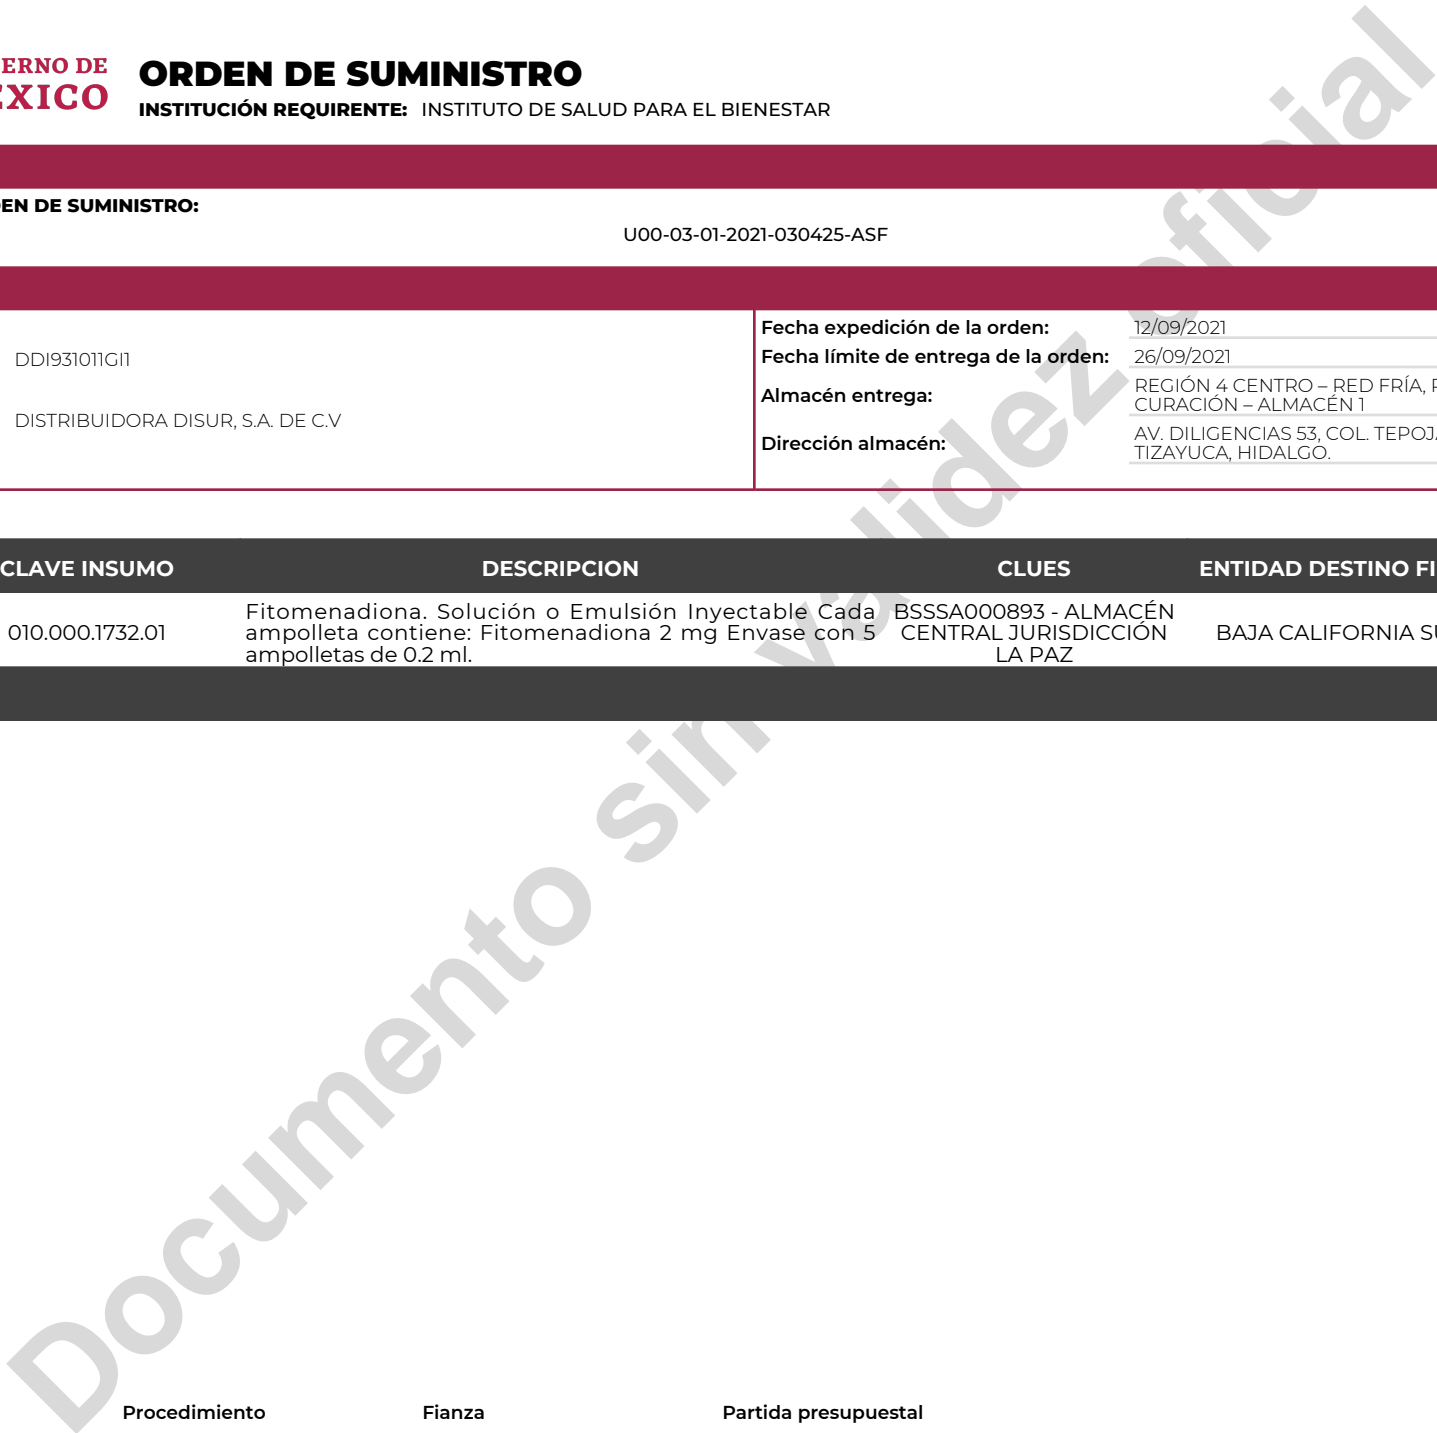 ERNO DE
EXICO
ORDEN DE SUMINISTRO
INSTITUCIÓN REQUIRENTE: INSTITUTO DE SALUD PARA EL BIENESTAR
EN DE SUMINISTRO:
U00-03-01-2021-030425-ASF
DDI931011GI1
DISTRIBUIDORA DISUR, S.A. DE C.V
Fecha expedición de la orden: 12/09/2021
Fecha límite de entrega de la orden: 26/09/2021
Almacén entrega: REGIÓN 4 CENTRO – RED FRÍA,
CURACIÓN – ALMACÉN 1
Dirección almacén: AV. DILIGENCIAS 53, COL. TEPOJ
TIZAYUCA, HIDALGO.
CLAVE INSUMO DESCRIPCION CLUES ENTIDAD DESTINO FI
010.000.1732.01
Fitomenadiona. Solución o Emulsión Inyectable Cada
ampolleta contiene: Fitomenadiona 2 mg Envase con 5
ampolletas de 0.2 ml.
BSSSA000893 - ALMACÉN
CENTRAL JURISDICCIÓN
LA PAZ
BAJA CALIFORNIA S
Documento sin validez oficial
Procedimiento Fianza Partida presupuestal